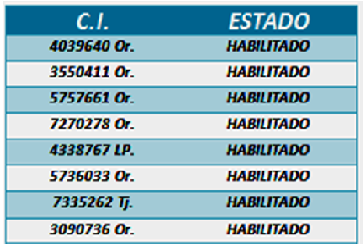 C.I. ESTADO
4039640 Or. HABILITADO
3550411 Or. HABILITADO
5757661 Or. HABILITADO
7270278 Or. HABILITADO
4338767 LP. HABILITADO
5736033 Or. HABILITADO
7335262 Tj. HABILITADO
3090736 Or. HABILITADO